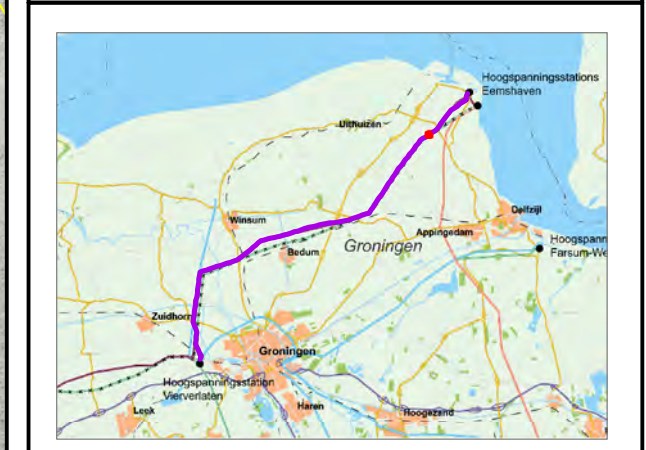 Hoogspanningsstations
Eemshaven
Uithuizen
Delfzijl
Winsum
Appingedam
Groningen
Bedum
Hoogspann
Farsum-We
Zuidhorn
Groningen
Hoogspanningsstation
Vierverlaten
Leek
Haren
Hoogezand